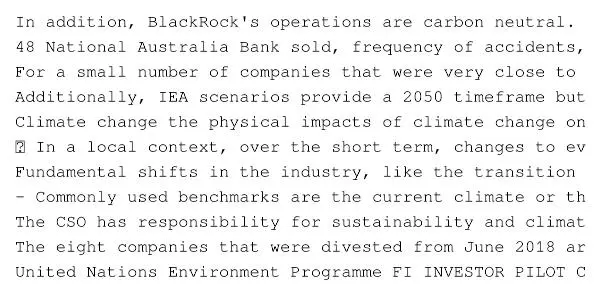 In addition, BlackRock's operations are carbon neutral.
48 National Australia Bank sold, frequency of accidents,
For a small number of companies that were very close to
Additionally, IEA scenarios provide a 2050 timeframe but
Climate change the physical impacts of climate change on
⍰ In a local context, over the short term, changes to ev
Fundamental shifts in the industry, like the transition
– Commonly used benchmarks are the current climate or th
The CSO has responsibility for sustainability and climat
The eight companies that were divested from June 2018 ar
United Nations Environment Programme FI INVESTOR PILOT C